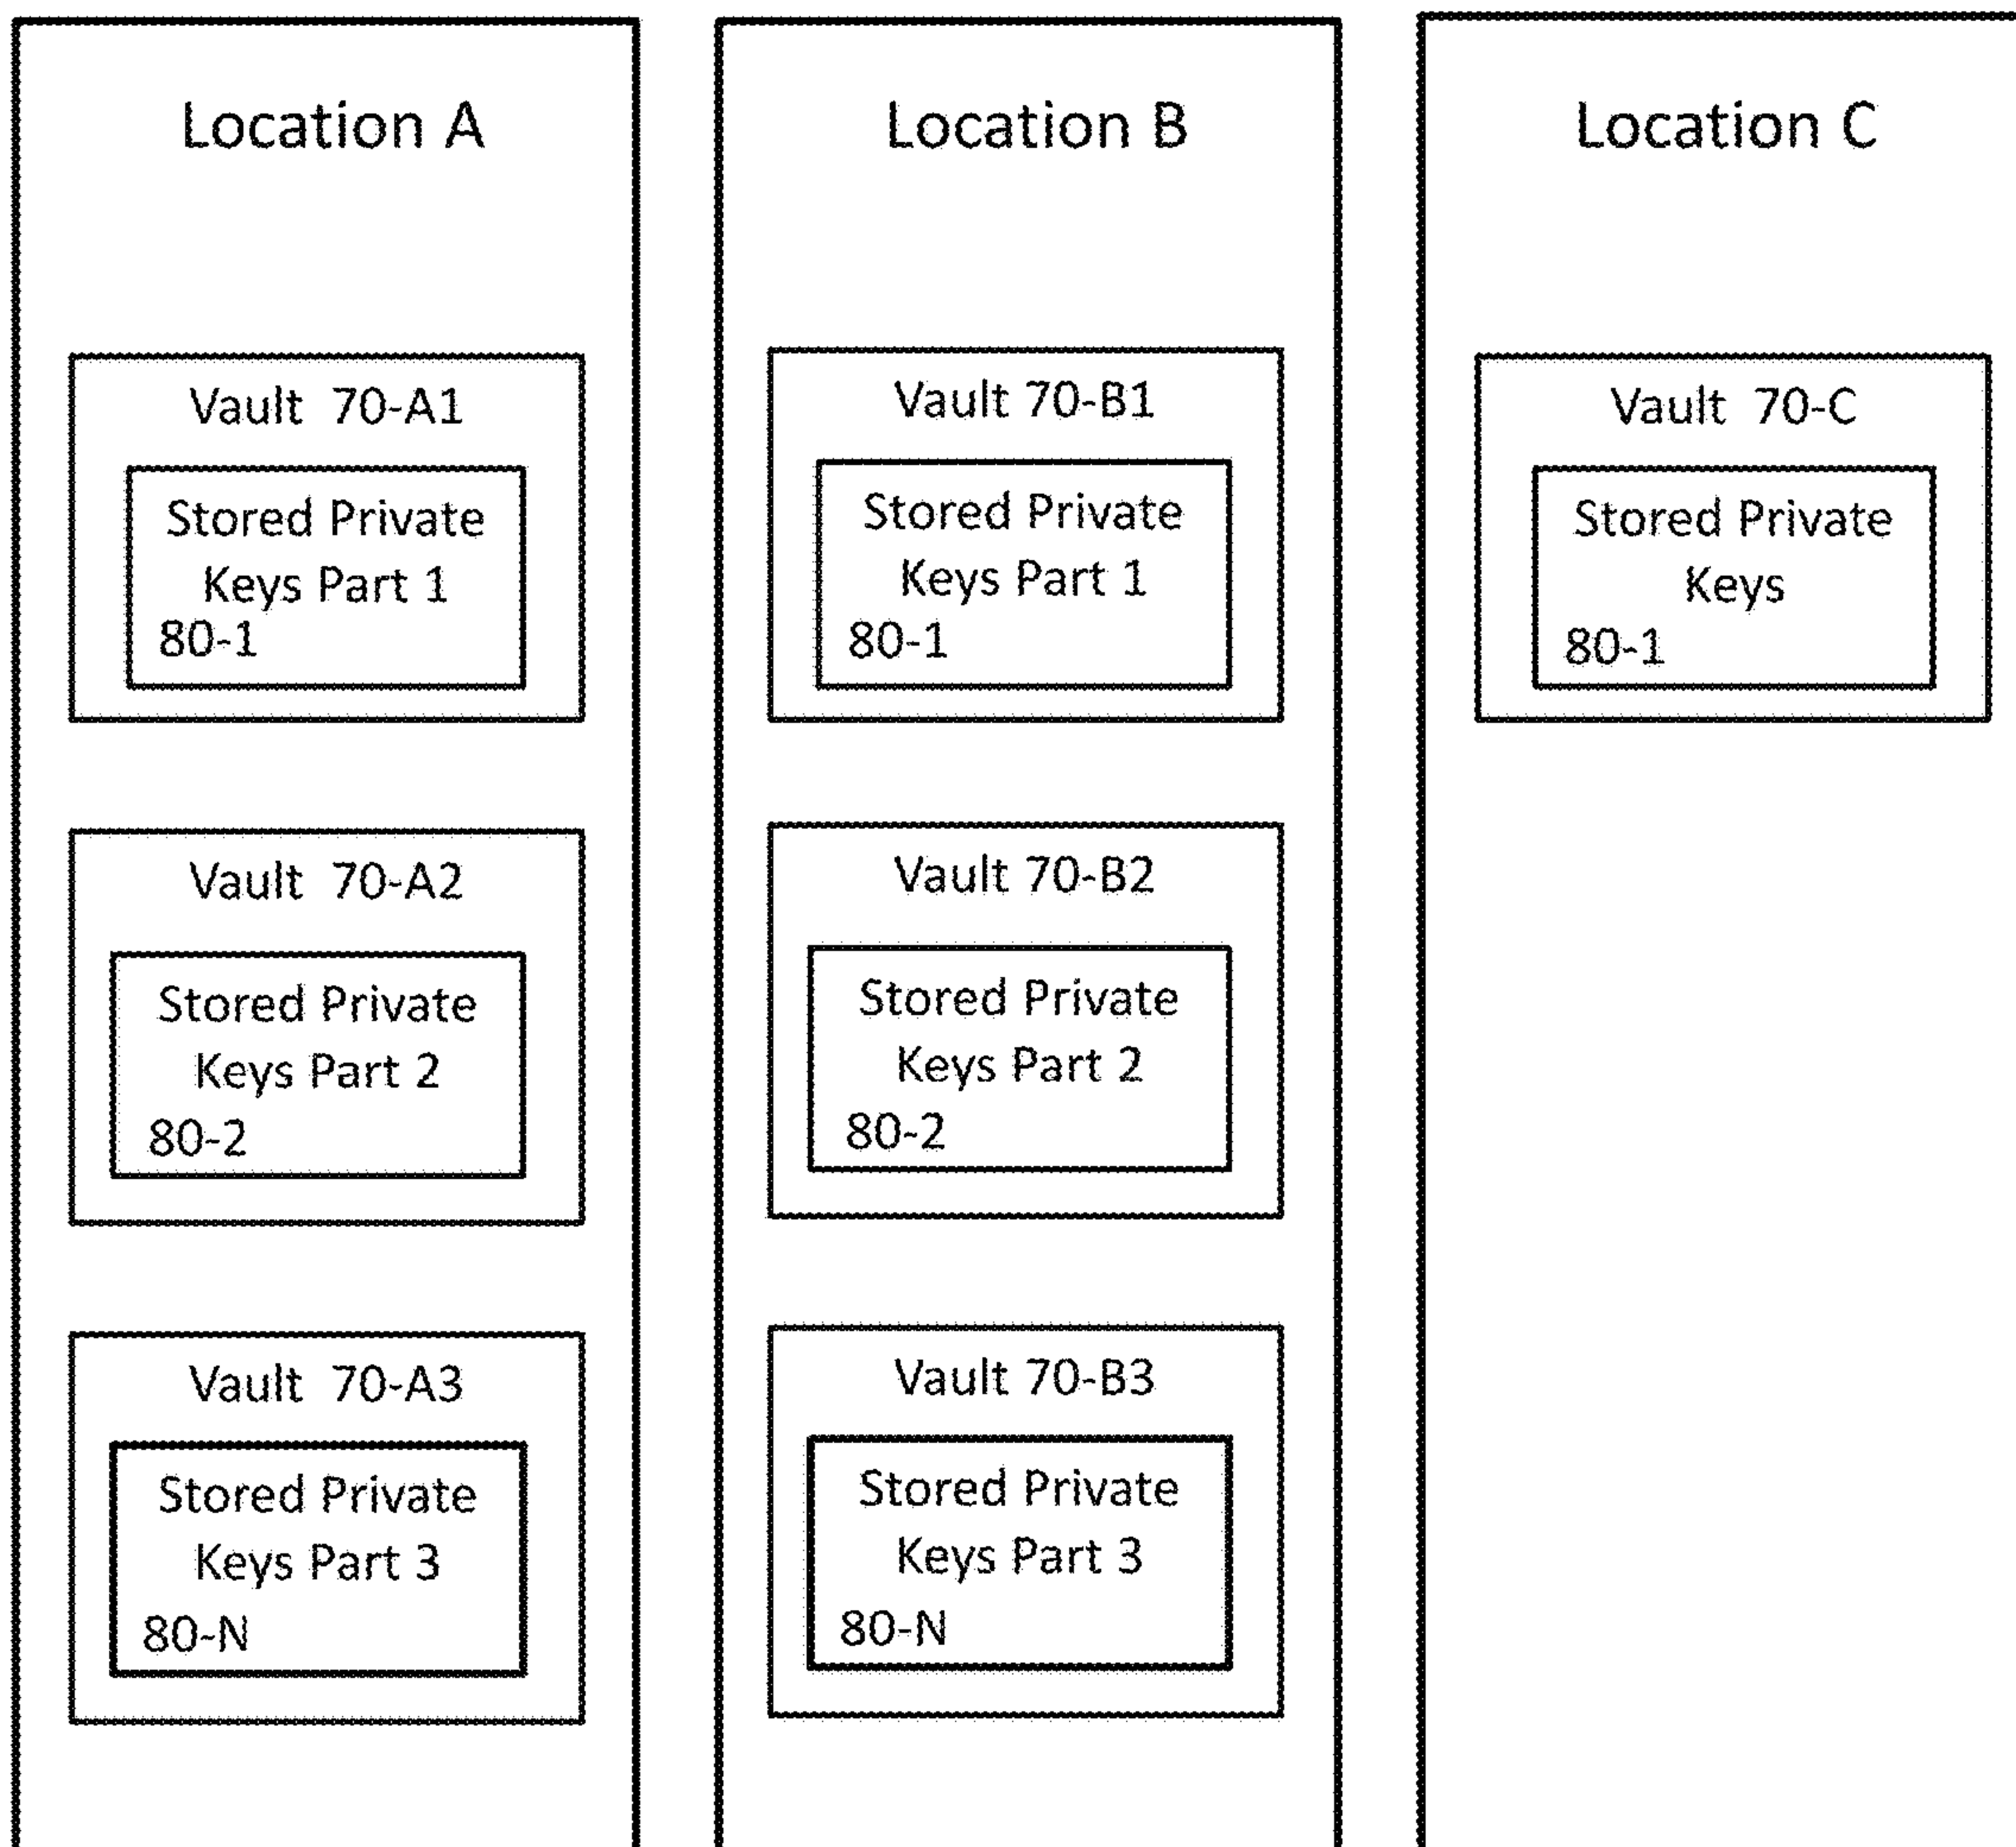 Location A
Vault 70-A1
Stored Private
Keys Part 1
80-1
Vault 70-A2
Stored Private
Keys Part 2
80-2
Vault 70-A3
Stored Private
Keys Part 3
80-N
Location B
Vault 70-B1
Stored Private
Keys Part 1
80-1
Vault 70-B2
Stored Private
Keys Part 2
80-2
Vault 70-B3
Stored Private
Keys Part 3
80-N
Location C
Vault 70-C
Stored Private
Keys
80-1